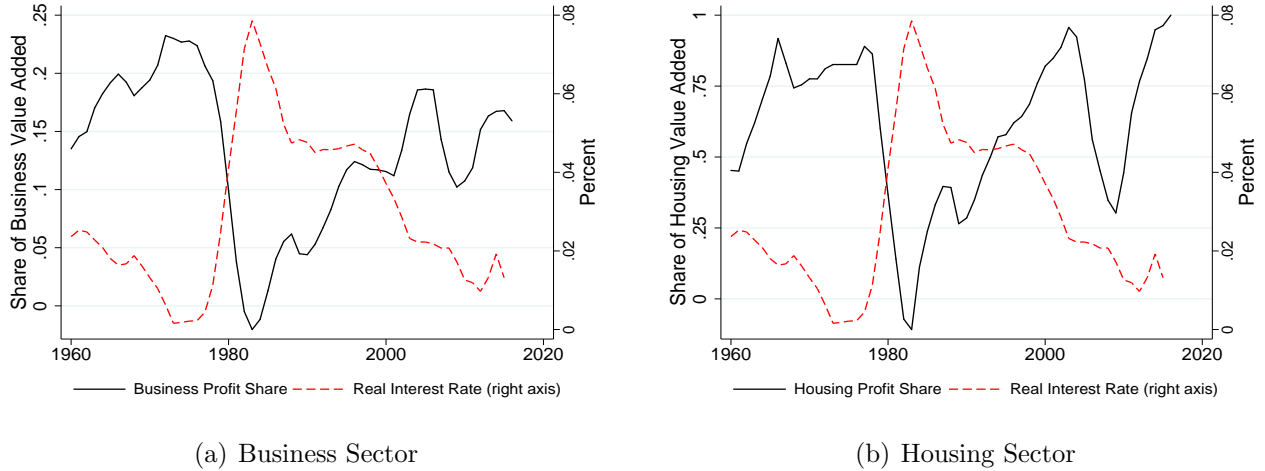 Share of Business Value Added
0 .05 .1 .15 .2 .25
0 .02 .04 .06 .08
Percent
1960 1980 2000 2020
Business Profit Share Real Interest Rate (right axis)
(a) Business Sector
Share of Housing Value Added
0 .25 .5 .75 1
0 .02 .04 .06 .08
Percent
1960 1980 2000 2020
Housing Profit Share Real Interest Rate (right axis)
(b) Housing Sector